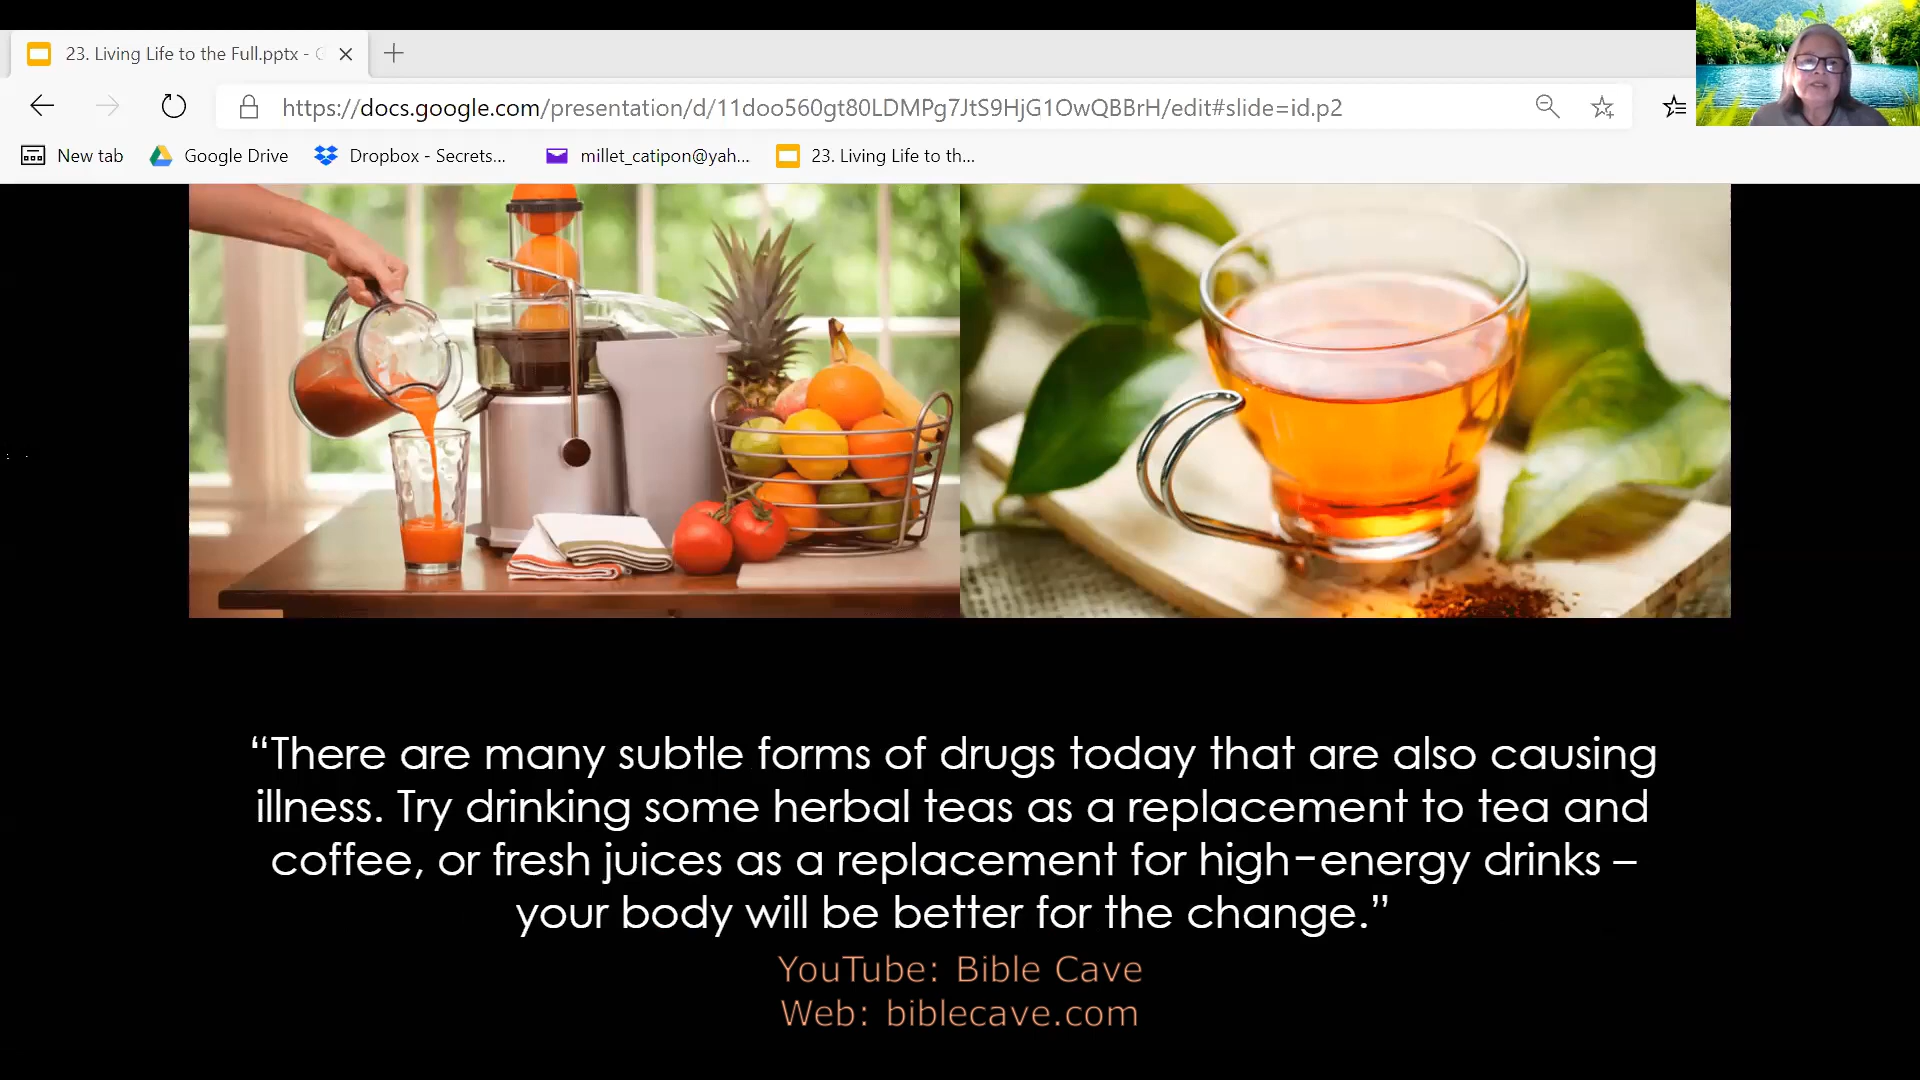 23. Living Life to the Full.pptx -
https://docs.google.com/presentation/d/11doo560gt80LDMPg7JtS9HjG1OwQBBrH/edit#slide=id.p2
New tab
Google Drive
Dropbox - Secrets...
millet_catipon@yah...
23. Living Life to th...
“There are many subtle forms of drugs today that are also causing
illness. Try drinking some herbal teas as a replacement to tea and
coffee, or fresh juices as a replacement for high-energy drinks –
your body will be better for the change.”
YouTube: Bible Cave
Web: biblecave.com